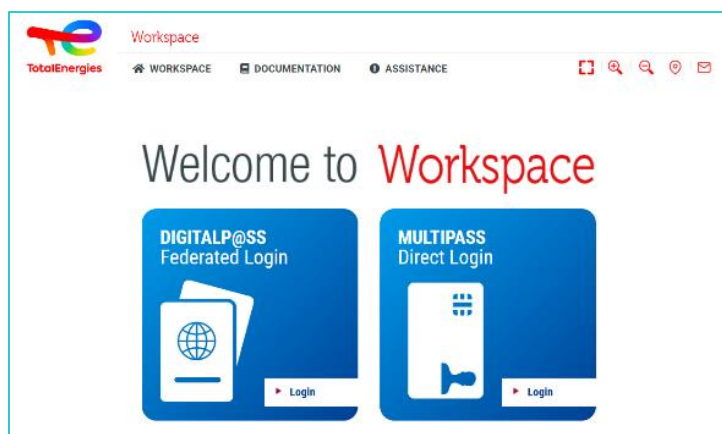 Workspace
TotalEnergies
WORKSPACE DOCUMENTATION ASSISTANCE
Welcome to Workspace
DIGITALP@SS
Federated Login
Login
MULTIPASS
Direct Login
Login